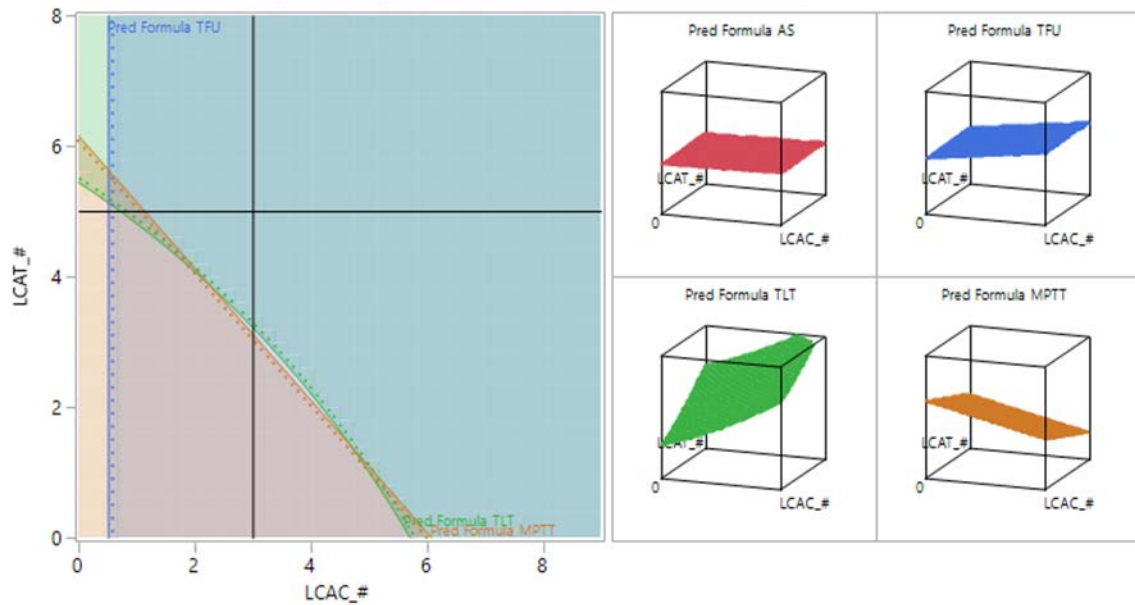 8
6
4
2
0
LCAT_#
Pred Formula TFU
Pred Formula TLT
Pred Formula MPTT
0 2 4 6 8
LCAC_#
Pred Formula AS
LCAT_#
0
LCAC_#
Pred Formula TFU
LCAT_#
0
LCAC_#
Pred Formula TLT
LCAT_#
0
LCAC_#
Pred Formula MPTT
LCAT_#
0
LCAC_#